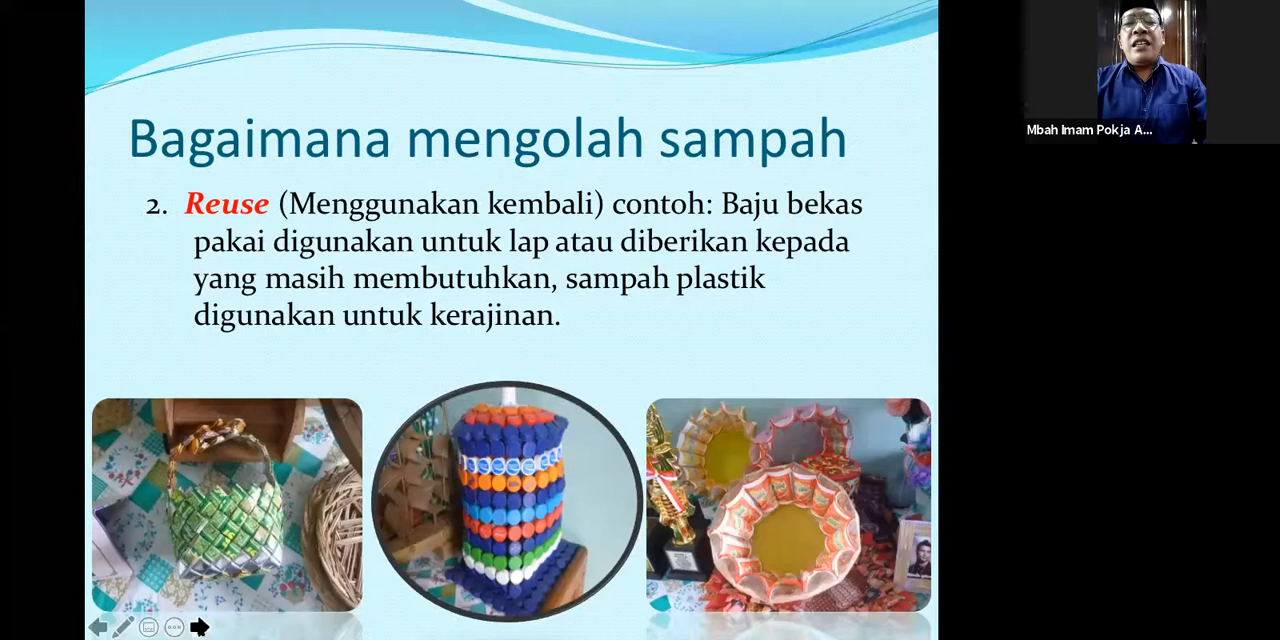 Bagaimana mengolah sampah
2. Reuse (Menggunakan kembali) contoh: Baju bekas
pakai digunakan untuk lap atau diberikan kepada
yang masih membutuhkan, sampah plastik
digunakan untuk kerajinan.
Mbah Imam Pokja A...